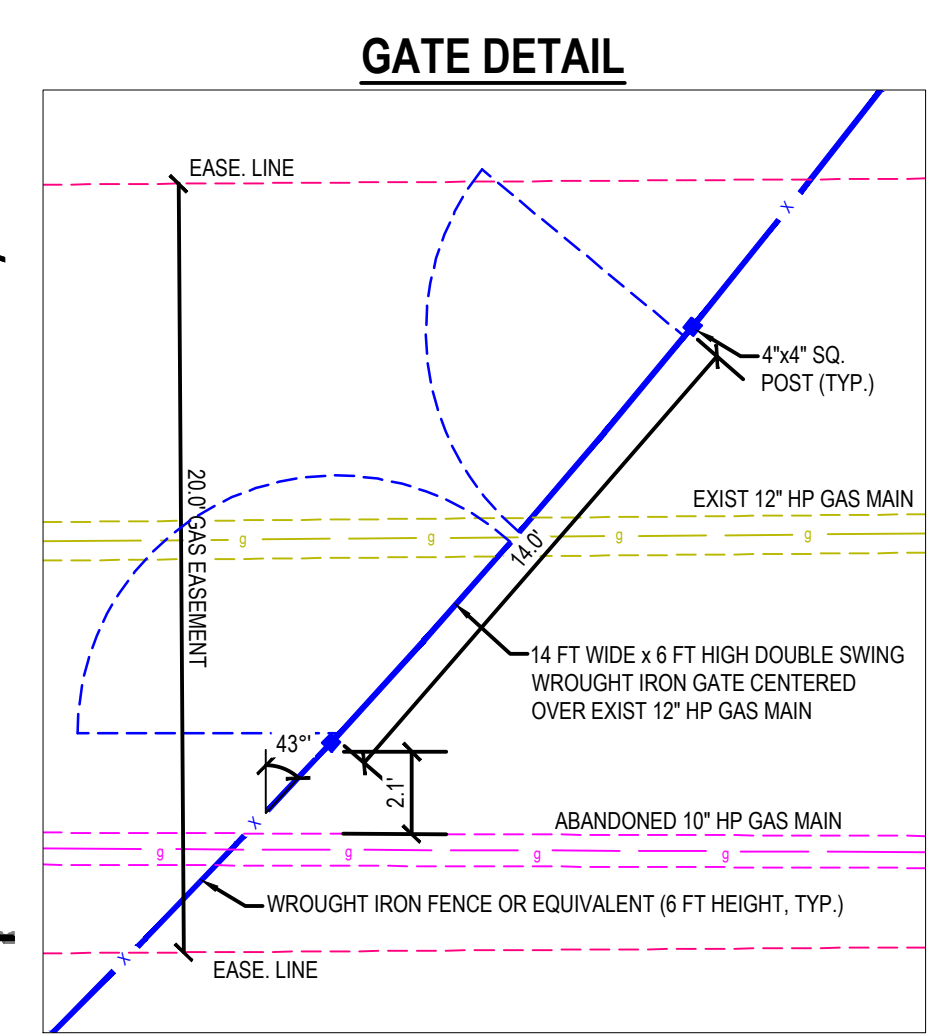 GATE DETAIL
EASE. LINE
4"x4" SQ.
POST (TYP.)
20.0' GAS EASEMENT
EXIST 12" HP GAS MAIN
g g g g
14.0'
14 FT WIDE x 6 FT HIGH DOUBLE SWING
WROUGHT IRON GATE CENTERED
OVER EXIST 12" HP GAS MAIN
43°'
2.1'
ABANDONED 10" HP GAS MAIN
g g g g
WROUGHT IRON FENCE OR EQUIVALENT (6 FT HEIGHT, TYP.)
EASE. LINE
x
x
x